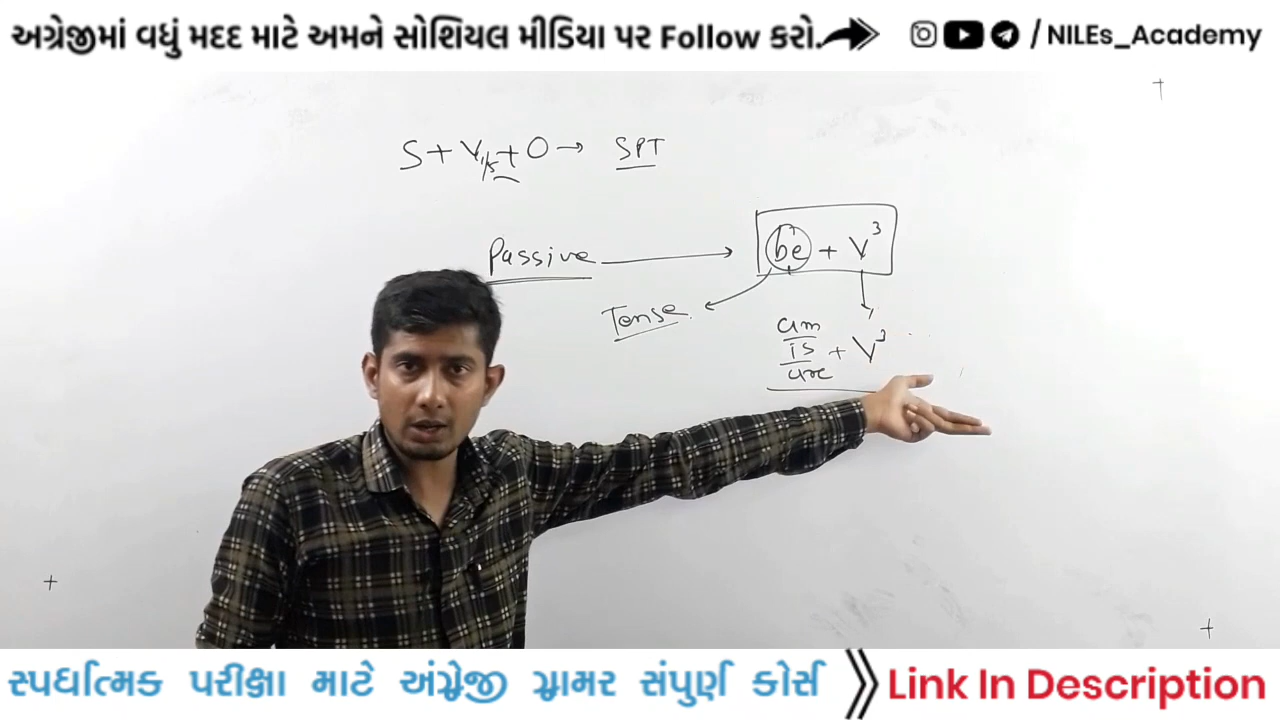 અગ્રેજીમાં વધું મદદ માટે અમને સોશિયલ મીડિયા પર Follow કરો. /NILEs_Academy
S + V1/s + O → SPT
Passive → be + V3
Tense
am
is + V3
are
સ્પર્ધાત્મક પરીક્ષા માટે અંગ્રેજી ગ્રામર સંપુર્ણ કોર્સ Link In Description